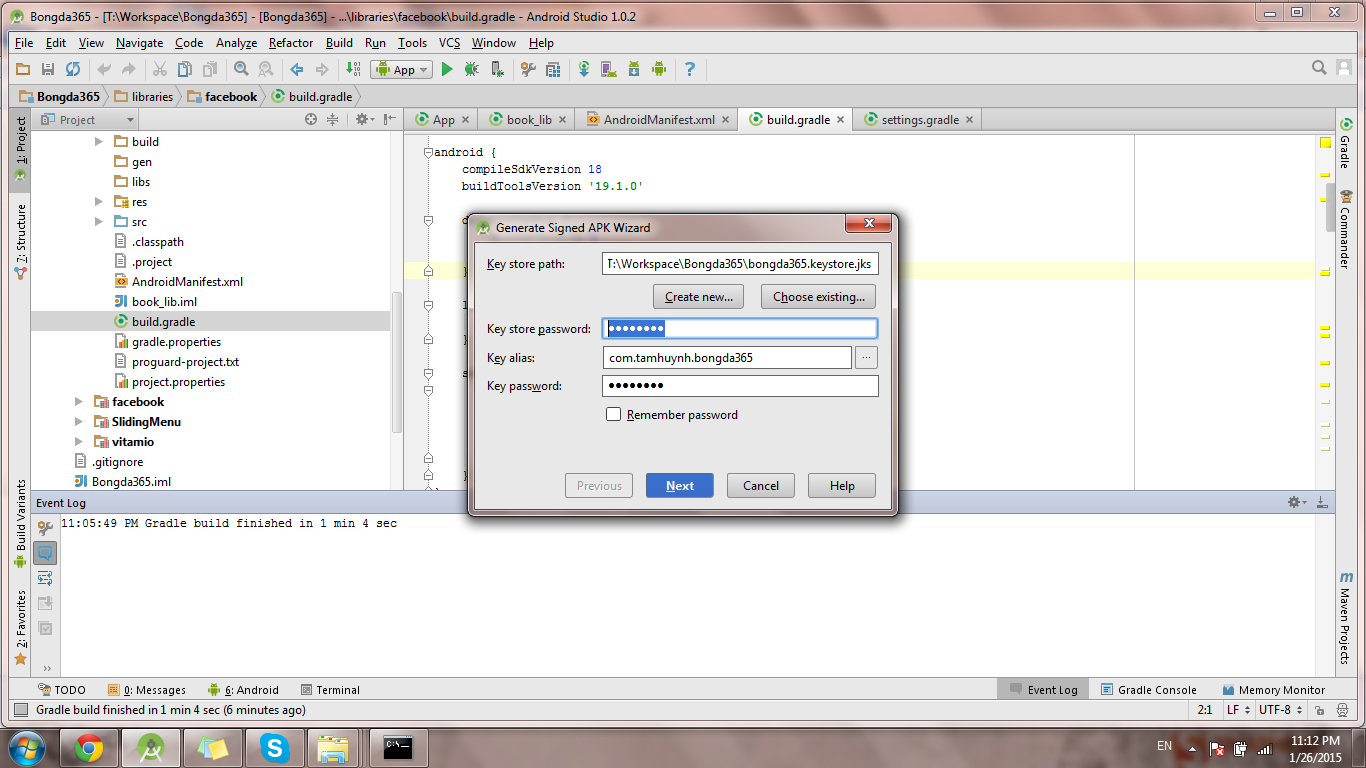 Bongda365 - [T:\Workspace\Bongda365] - [Bongda365] - ...\libraries\facebook\build.gradle - Android Studio 1.0.2
File Edit View Navigate Code Analyze Refactor Build Run Tools VCS Window Help
App
Bongda365 libraries facebook build.gradle
Project
App book_lib AndroidManifest.xml build.gradle settings.gradle
1: Project
7: Structure
Build Variants
2: Favorites
build
gen
libs
res
src
.classpath
.project
AndroidManifest.xml
book_lib.iml
build.gradle
gradle.properties
proguard-project.txt
project.properties
facebook
SlidingMenu
vitamio
.gitignore
Bongda365.iml
android {
compileSdkVersion 18
buildToolsVersion '19.1.0'
}
}
}
Generate Signed APK Wizard
Key store path: T:\Workspace\Bongda365\bongda365.keystore.jks
Create new... Choose existing...
Key store password: ••••••••
Key alias: com.tamhuynh.bongda365 ...
Key password: ••••••••
Remember password
Previous Next Cancel Help
Gradle
Commander
m Maven Projects
Event Log
11:05:49 PM Gradle build finished in 1 min 4 sec
TODO 0: Messages 6: Android Terminal Event Log Gradle Console Memory Monitor
Gradle build finished in 1 min 4 sec (6 minutes ago) 2:1 LF UTF-8
C:\
EN
11:12 PM
1/26/2015